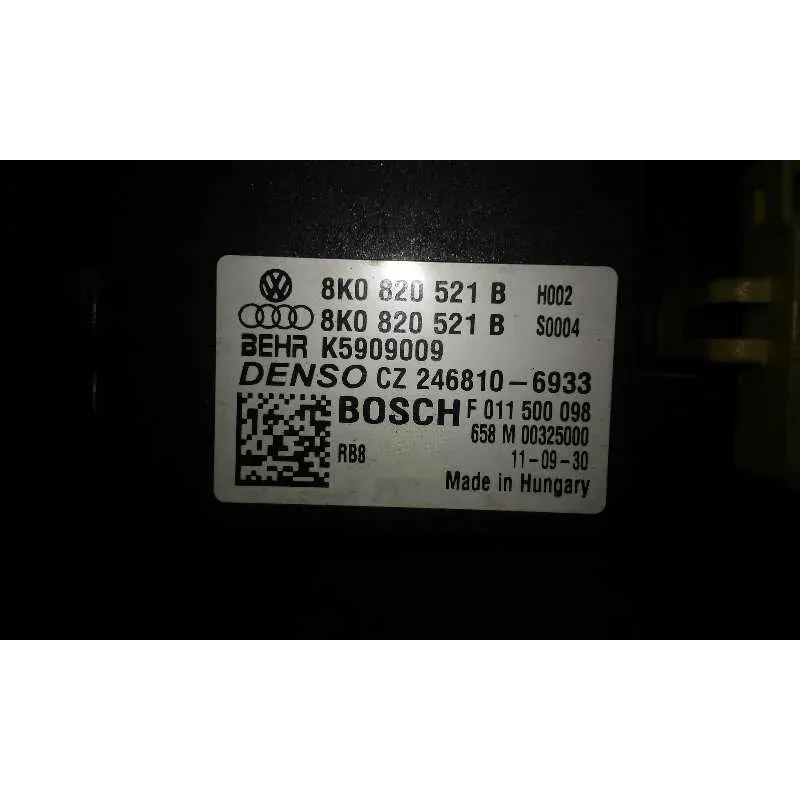 8K0 820 521 B H002
8K0 820 521 B S0004
BEHR K5909009
DENSO CZ 246810-6933
BOSCH F 011 500 098
658 M 00325000
RB8 11-09-30
Made in Hungary